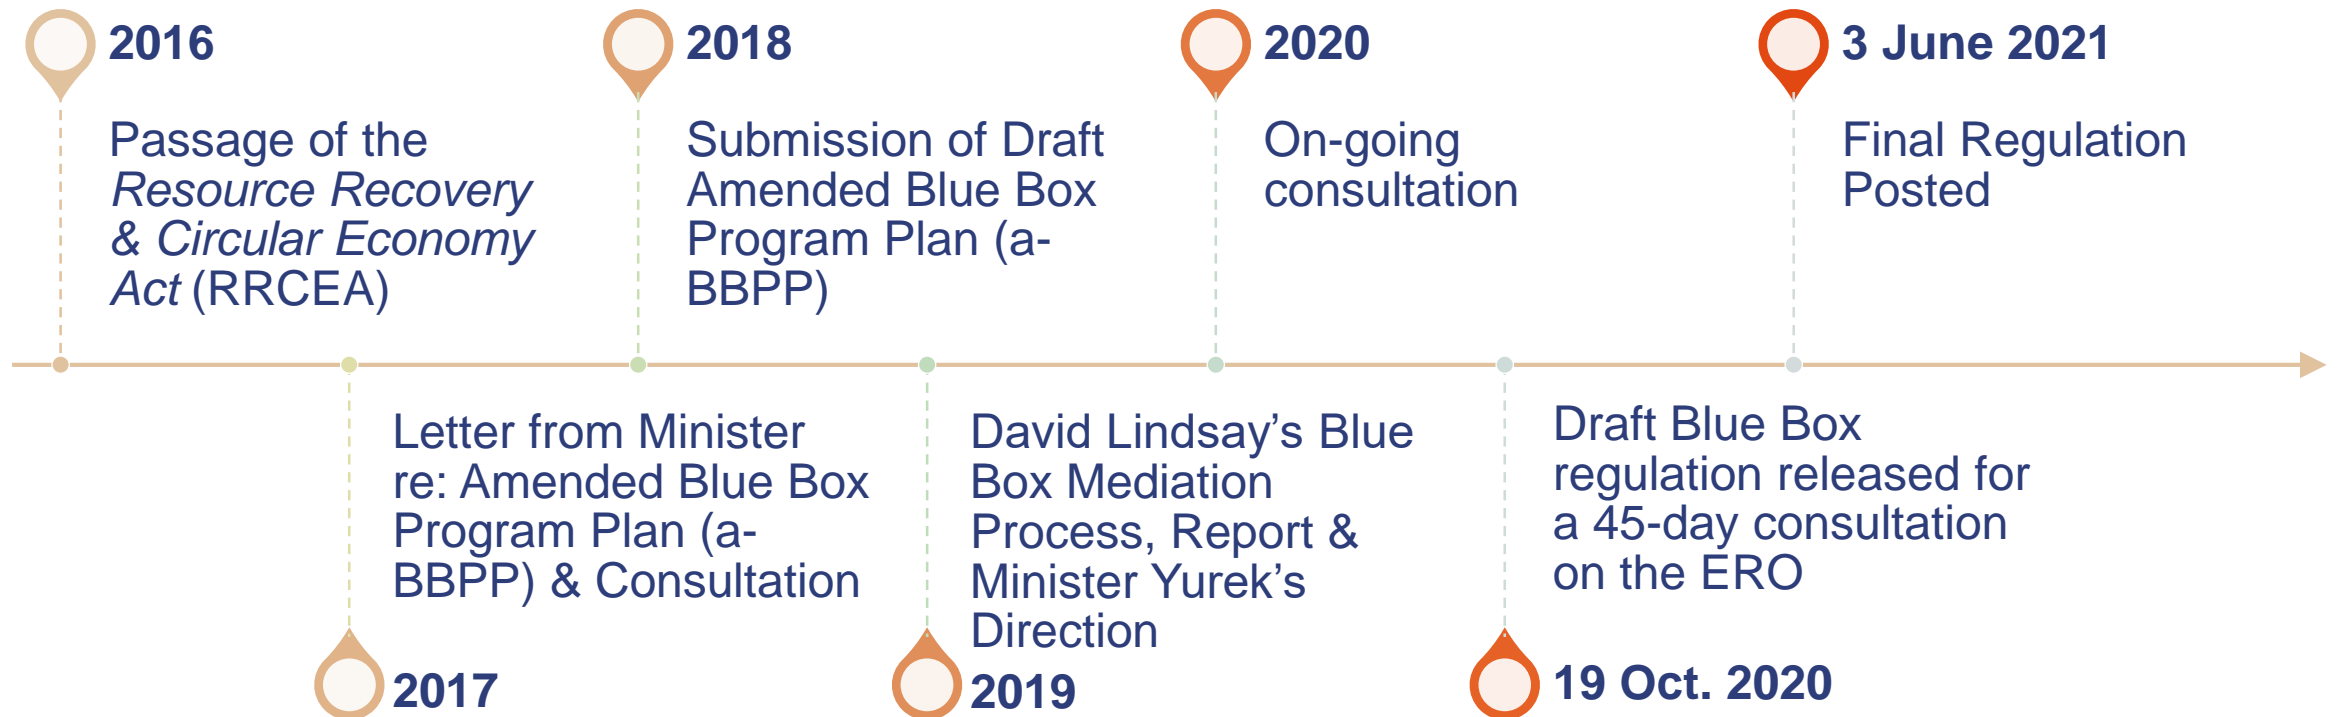 2016
Passage of the
Resource Recovery
& Circular Economy
Act (RRCEA)
Letter from Minister
re: Amended Blue Box
Program Plan (a-
BBPP) & Consultation
2017
2018
Submission of Draft
Amended Blue Box
Program Plan (a-
BBPP)
David Lindsay’s Blue
Box Mediation
Process, Report &
Minister Yurek’s
Direction
2019
2020
On-going
consultation
Draft Blue Box
regulation released for
a 45-day consultation
on the ERO
19 Oct. 2020
3 June 2021
Final Regulation
Posted